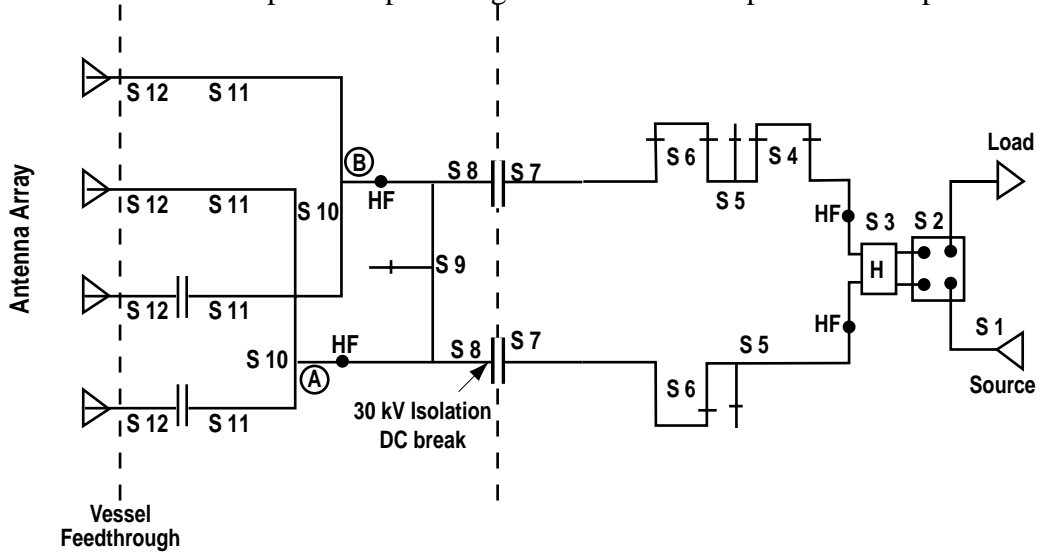 Antenna Array
S 12 S 11
S 12 S 11
S 10
S 12 S 11
S 10
S 12 S 11
Vessel
Feedthrough
B
HF
S 8 S 7
S 9
HF
A
S 8 S 7
30 kV Isolation
DC break
S 6
S 5
S 4
S 6
S 5
HF
HF
S 3
H
S 2
S 1
Load
Source